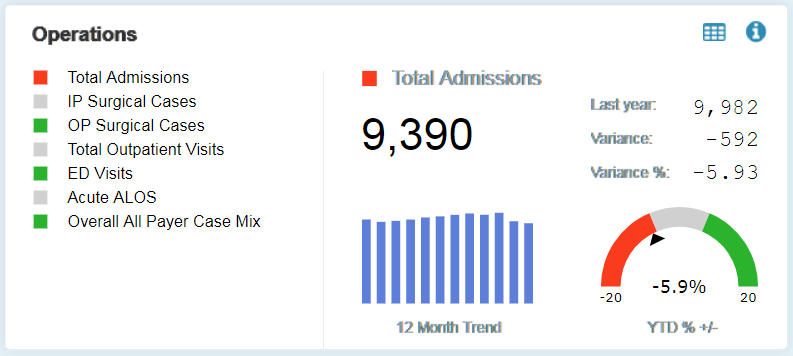 Operations
Total Admissions
IP Surgical Cases
OP Surgical Cases
Total Outpatient Visits
ED Visits
Acute ALOS
Overall All Payer Case Mix
Total Admissions
9,390
Last year: 9,982
Variance: -592
Variance %: -5.93
12 Month Trend
-5.9%
-20 20
YTD % +/-